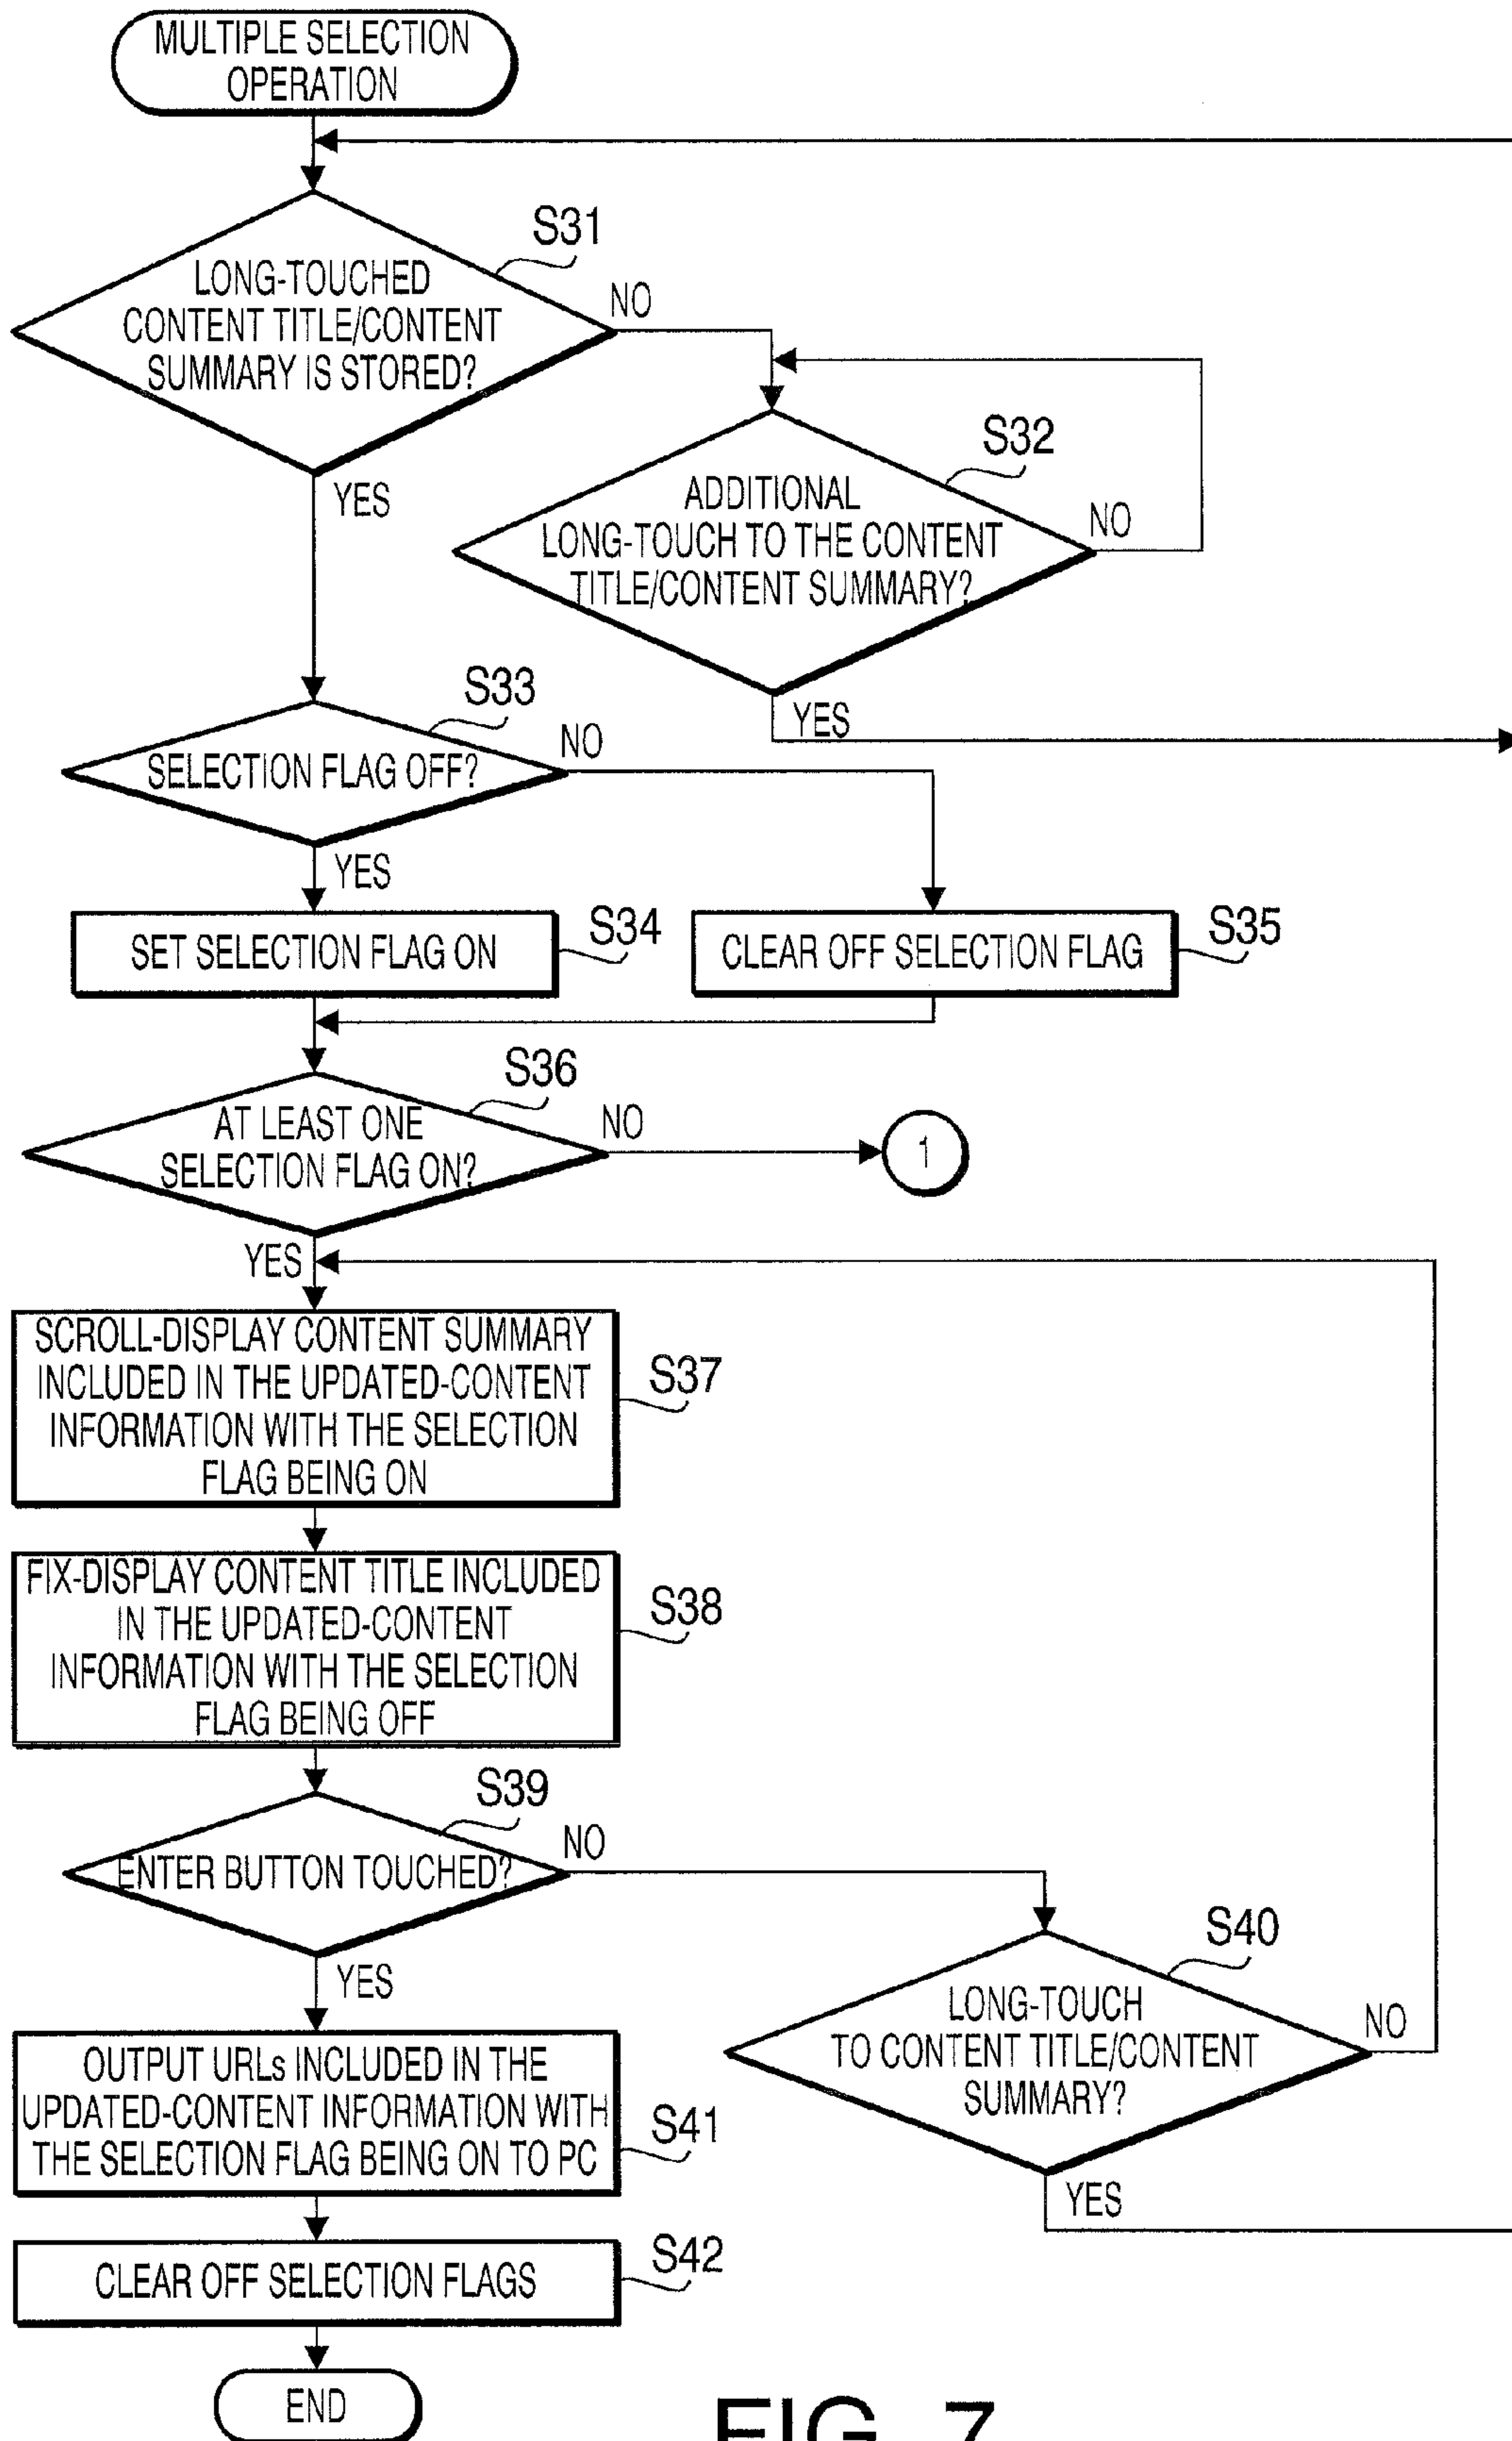 MULTIPLE SELECTION
OPERATION
S31
LONG-TOUCHED
CONTENT TITLE/CONTENT
SUMMARY IS STORED?
NO
YES
S32
ADDITIONAL
LONG-TOUCH TO THE CONTENT
TITLE/CONTENT SUMMARY?
NO
YES
S33
SELECTION FLAG OFF?
NO
YES
SET SELECTION FLAG ON
S34
CLEAR OFF SELECTION FLAG
S35
S36
AT LEAST ONE
SELECTION FLAG ON?
NO
1
YES
SCROLL-DISPLAY CONTENT SUMMARY
INCLUDED IN THE UPDATED-CONTENT
INFORMATION WITH THE SELECTION
FLAG BEING ON
S37
FIX-DISPLAY CONTENT TITLE INCLUDED
IN THE UPDATED-CONTENT
INFORMATION WITH THE SELECTION
FLAG BEING OFF
S38
S39
ENTER BUTTON TOUCHED?
NO
YES
S40
LONG-TOUCH
TO CONTENT TITLE/CONTENT
SUMMARY?
NO
YES
OUTPUT URLs INCLUDED IN THE
UPDATED-CONTENT INFORMATION WITH
THE SELECTION FLAG BEING ON TO PC
S41
CLEAR OFF SELECTION FLAGS
S42
END
FIG. 7